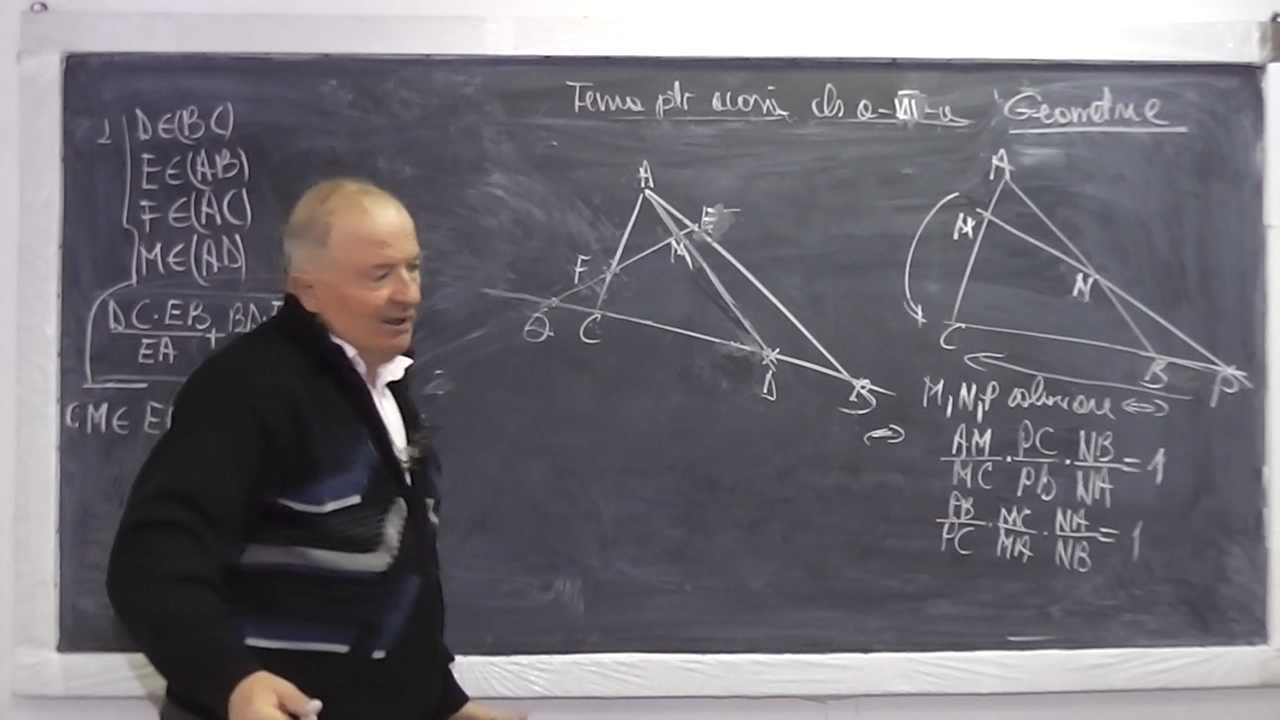 Tema ptr acasă cls a-VII-a Geometrie
1 D∈(BC)
E∈(AB)
F∈(AC)
M∈(AD)
DC·EB/EA + BD·
M∈ E
A
E
M
F
Q
C
D
B
A
M
N
C
B
P
M,N,P coliniare ⇔
⇔ AM/MC · PC/PB · NB/NA = 1
PB/PC · MC/MA · NA/NB = 1